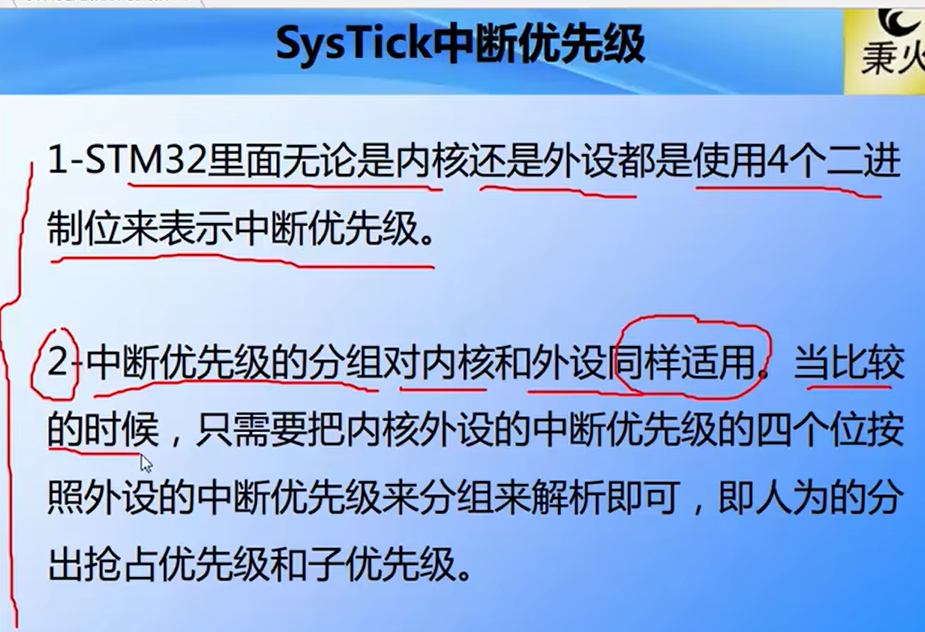 SysTick中断优先级
秉火
1-STM32里面无论是内核还是外设都是使用4个二进
制位来表示中断优先级。
2-中断优先级的分组对内核和外设同样适用。当比较
的时候，只需要把内核外设的中断优先级的四个位按
照外设的中断优先级来分组来解析即可，即人为的分
出抢占优先级和子优先级。